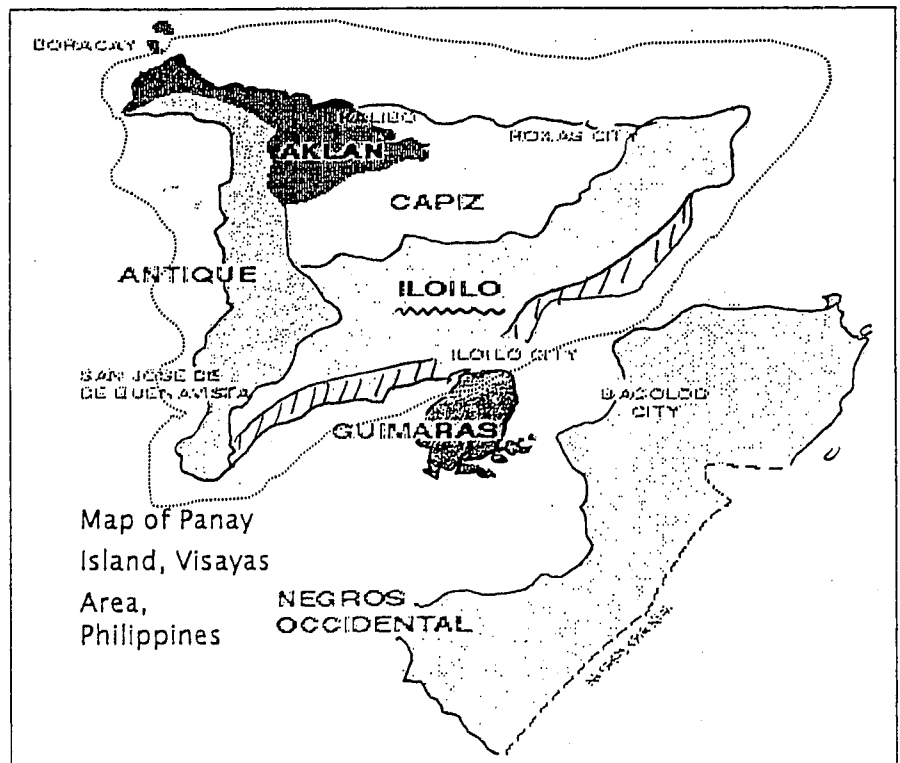 BORACAY
KALIBO
ROXAS CITY
AKLAN
CAPIZ
ANTIQUE
ILOILO
ILOILO CITY
SAN JOSE DE
DE BUENAVISTA
BACOLOD
CITY
GUIMARAS
Map of Panay
Island, Visayas
Area,
Philippines
NEGROS
OCCIDENTAL